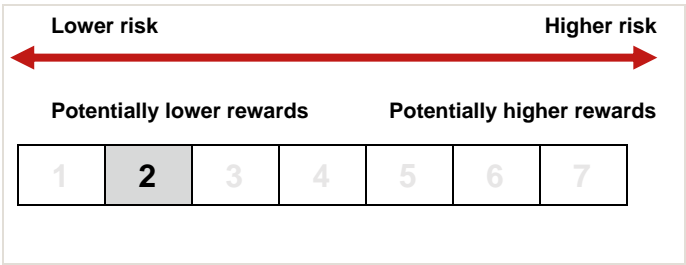 Lower risk Higher risk
Potentially lower rewards Potentially higher rewards
1 2 3 4 5 6 7